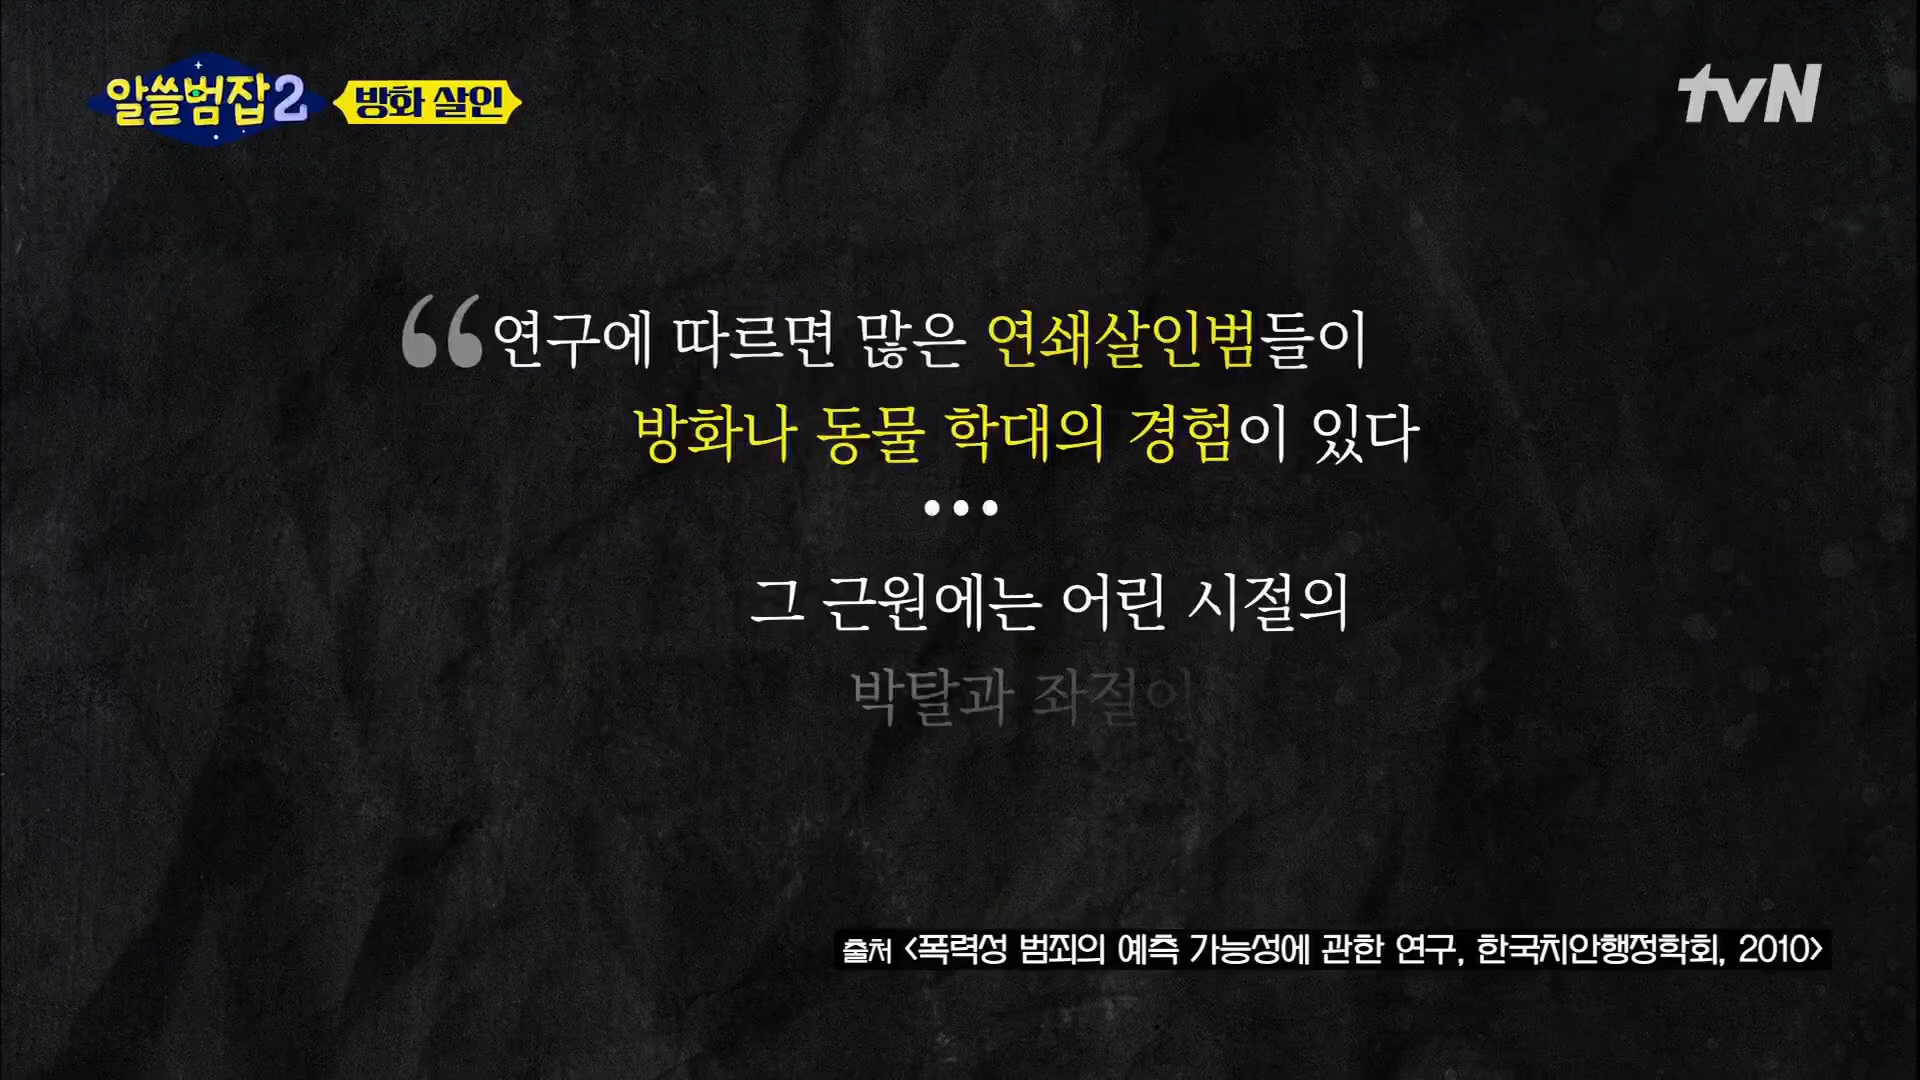 알쓸범잡2
방화 살인
tvN
“연구에 따르면 많은 연쇄살인범들이
방화나 동물 학대의 경험이 있다
•••
그 근원에는 어린 시절의
박탈과 좌절이
출처 <폭력성 범죄의 예측 가능성에 관한 연구, 한국치안행정학회, 2010>